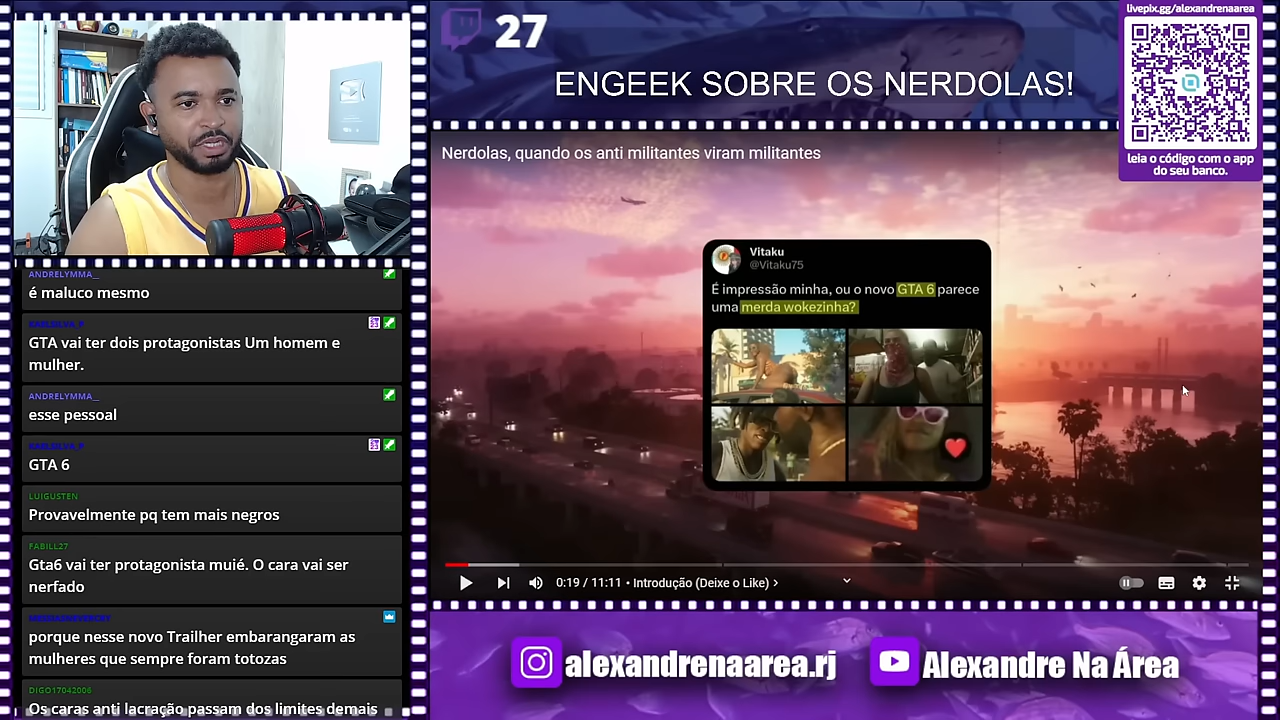 27
ENGEEK SOBRE OS NERDOLAS!
livepix.gg/alexandrenaarea
leia o código com o app
do seu banco.
Nerdolas, quando os anti militantes viram militantes
Vitaku
@Vitaku75
É impressão minha, ou o novo GTA 6 parece
uma merda wokezinha?
0:19 / 11:11 • Introdução (Deixe o Like) ›
ANDRELYMMA__
é maluco mesmo
GTA vai ter dois protagonistas Um homem e
mulher.
ANDRELYMMA__
esse pessoal
GTA 6
LUIGUSTEN
Provavelmente pq tem mais negros
FABILL27
Gta6 vai ter protagonista muié. O cara vai ser
nerfado
porque nesse novo Trailher embarangaram as
mulheres que sempre foram totozas
DIGO17042006
Os caras anti lacração passam dos limites demais
alexandrenaarea.rj
Alexandre Na Área